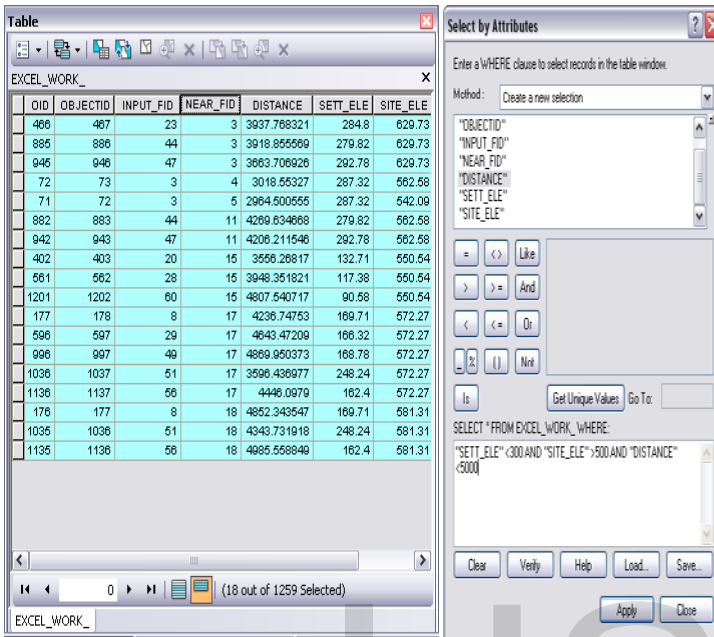 Table
EXCEL_WORK_
OID OBJECTID INPUT_FID NEAR_FID DISTANCE SETT_ELE SITE_ELE
466 467 23 3 3937.768321 284.8 629.73
885 886 44 3 3918.855569 279.82 629.73
945 946 47 3 3663.706926 292.78 629.73
72 73 3 4 3018.55327 287.32 562.58
71 72 3 5 2964.500555 287.32 542.09
882 883 44 11 4269.634668 279.82 562.58
942 943 47 11 4206.211546 292.78 562.58
402 403 20 15 3556.26817 132.71 550.54
561 562 28 15 3948.351821 117.38 550.54
1201 1202 60 15 4807.540717 90.58 550.54
177 178 8 17 4236.74753 169.71 572.27
596 597 29 17 4643.47209 166.32 572.27
996 997 49 17 4869.950373 168.78 572.27
1036 1037 51 17 3596.436977 248.24 572.27
1136 1137 56 17 4446.0979 162.4 572.27
176 177 8 18 4852.343547 169.71 581.31
1035 1036 51 18 4343.731918 248.24 581.31
1135 1136 56 18 4985.558849 162.4 581.31
0 (18 out of 1259 Selected)
EXCEL_WORK_
Select by Attributes
Enter a WHERE clause to select records in the table window.
Method: Create a new selection
"OBJECTID"
"INPUT_FID"
"NEAR_FID"
"DISTANCE"
"SETT_ELE"
"SITE_ELE"
= <> Like
> >= And
< <= Or
_ % () Not
Is Get Unique Values Go To:
SELECT * FROM EXCEL_WORK_ WHERE:
"SETT_ELE" <300 AND "SITE_ELE" >500 AND "DISTANCE"
<5000
Clear Verify Help Load... Save...
Apply Close